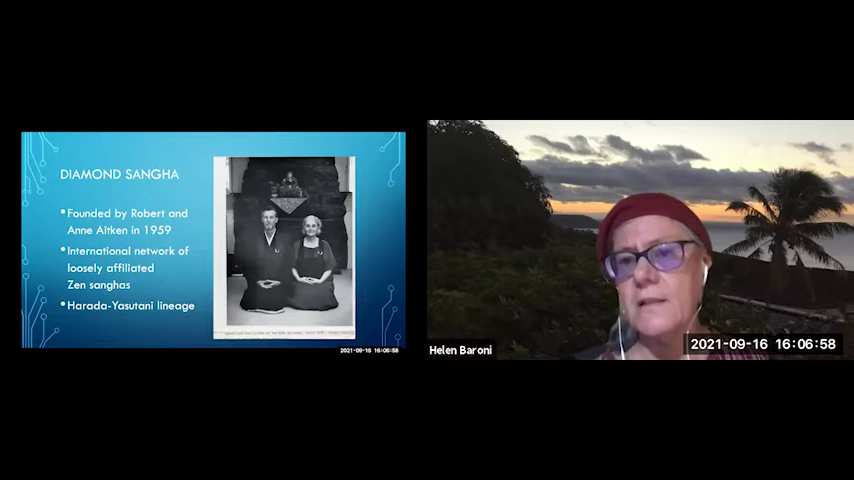 DIAMOND SANGHA
•Founded by Robert and
Anne Aitken in 1959
•International network of
loosely affiliated
Zen sanghas
•Harada-Yasutani lineage
2021-09-16 16:06:58
Helen Baroni
2021-09-16 16:06:58